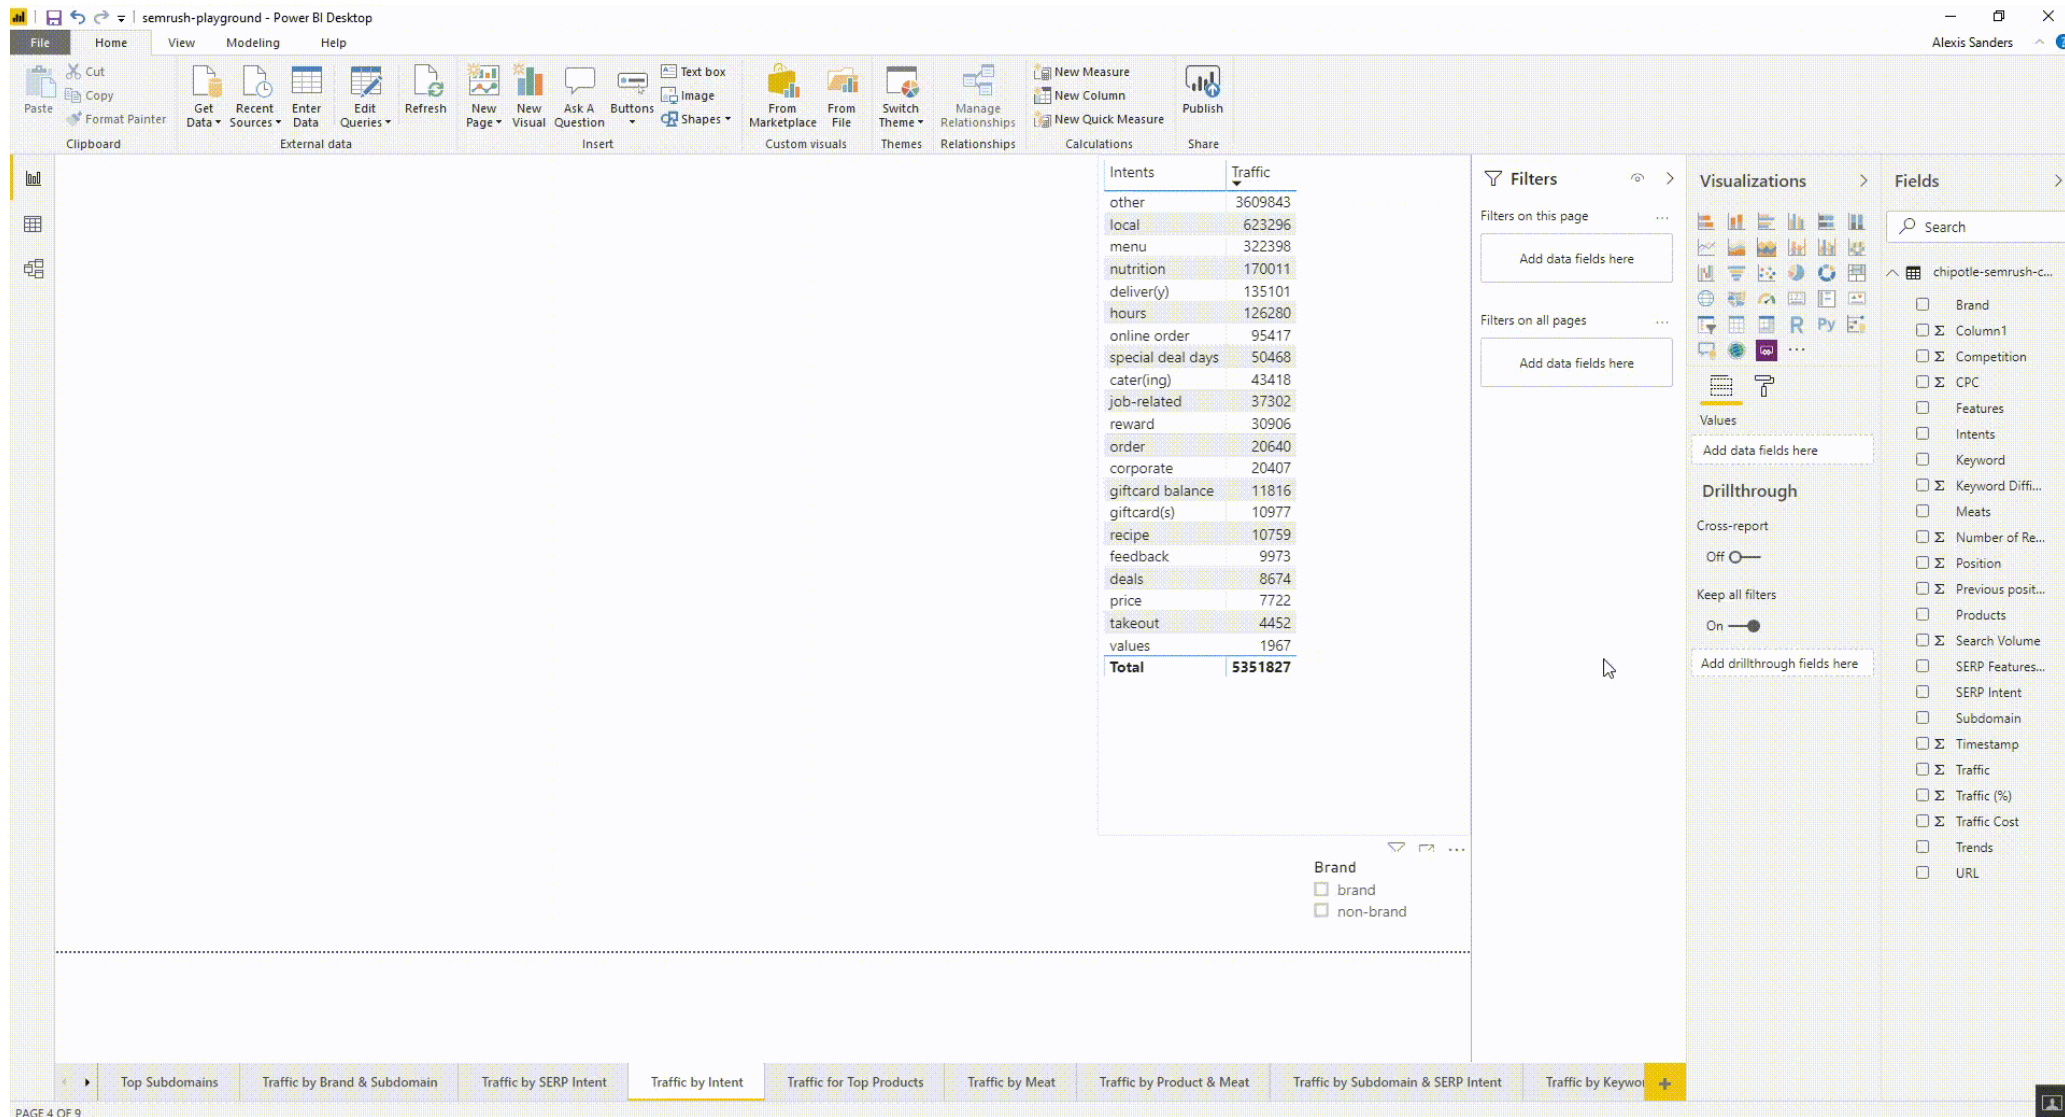 semrush-playground - Power BI Desktop
File Home View Modeling Help
Alexis Sanders
Paste
Cut
Copy
Format Painter
Clipboard
Get Data
Recent Sources
Enter Data
Edit Queries
Refresh
External data
New Page
New Visual
Ask A Question
Buttons
Text box
Image
Shapes
Insert
From Marketplace
From File
Custom visuals
Switch Theme
Themes
Manage Relationships
Relationships
New Measure
New Column
New Quick Measure
Calculations
Publish
Share
Intents Traffic
other 3609843
local 623296
menu 322398
nutrition 170011
deliver(y) 135101
hours 126280
online order 95417
special deal days 50468
cater(ing) 43418
job-related 37302
reward 30906
order 20640
corporate 20407
giftcard balance 11816
giftcard(s) 10977
recipe 10759
feedback 9973
deals 8674
price 7722
takeout 4452
values 1967
Total 5351827
Brand
brand
non-brand
Filters
Filters on this page ...
Add data fields here
Filters on all pages ...
Add data fields here
Visualizations
R Py
...
Values
Add data fields here
Drillthrough
Cross-report
Off
Keep all filters
On
Add drillthrough fields here
Fields
Search
chipotle-semrush-c...
Brand
Σ Column1
Σ Competition
Σ CPC
Features
Intents
Keyword
Σ Keyword Diffi...
Meats
Σ Number of Re...
Σ Position
Σ Previous posit...
Products
Σ Search Volume
SERP Features...
SERP Intent
Subdomain
Σ Timestamp
Σ Traffic
Σ Traffic (%)
Σ Traffic Cost
Trends
URL
Top Subdomains Traffic by Brand & Subdomain Traffic by SERP Intent Traffic by Intent Traffic for Top Products Traffic by Meat Traffic by Product & Meat Traffic by Subdomain & SERP Intent Traffic by Keywo
PAGE 4 OF 9